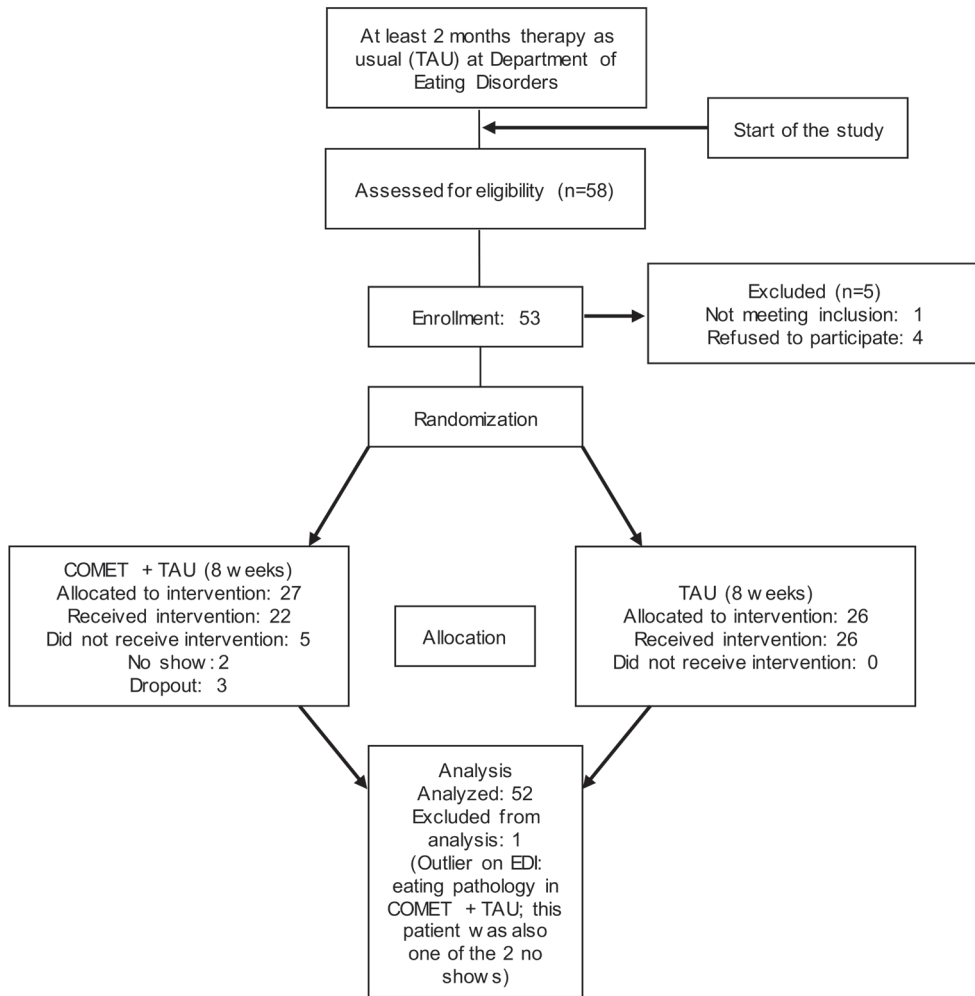 At least 2 months therapy as
usual (TAU) at Department of
Eating Disorders
Start of the study
Assessed for eligibility (n=58)
Enrollment: 53
Excluded (n=5)
Not meeting inclusion: 1
Refused to participate: 4
Randomization
COMET + TAU (8 weeks)
Allocated to intervention: 27
Received intervention: 22
Did not receive intervention: 5
No show: 2
Dropout: 3
Allocation
TAU (8 weeks)
Allocated to intervention: 26
Received intervention: 26
Did not receive intervention: 0
Analysis
Analyzed: 52
Excluded from
analysis: 1
(Outlier on EDI:
eating pathology in
COMET + TAU; this
patient was also
one of the 2 no
shows)